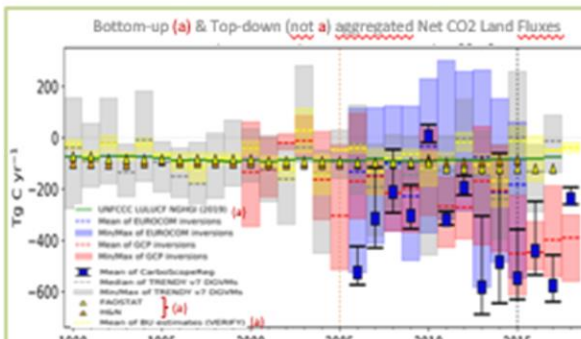 Bottom-up (a) & Top-down (not a) aggregated Net CO2 Land Fluxes
200
0
Tg C yr⁻¹
−200
−400
−600
UNFCCC LULUCF NGHGI (2019) (a)
Mean of EUROCOM inversions
Min/Max of EUROCOM inversions
Mean of GCP inversions
Min/Max of GCP inversions
Mean of CarboScopeReg
Median of TRENDY v7 DGVMs
Min/Max of TRENDY v7 DGVMs
FAOSTAT
H&N
(a)
Mean of BU estimates (VERIFY) (a)